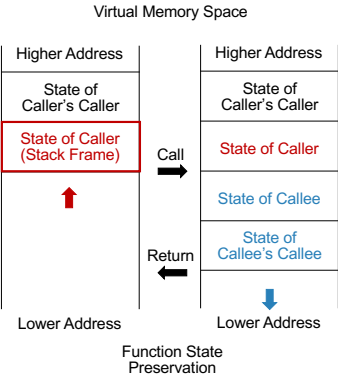 Virtual Memory Space
Higher Address
State of
Caller's Caller
State of Caller
(Stack Frame)
Lower Address
Call
Return
Higher Address
State of
Caller's Caller
State of Caller
State of Callee
State of
Callee's Callee
Lower Address
Function State
Preservation